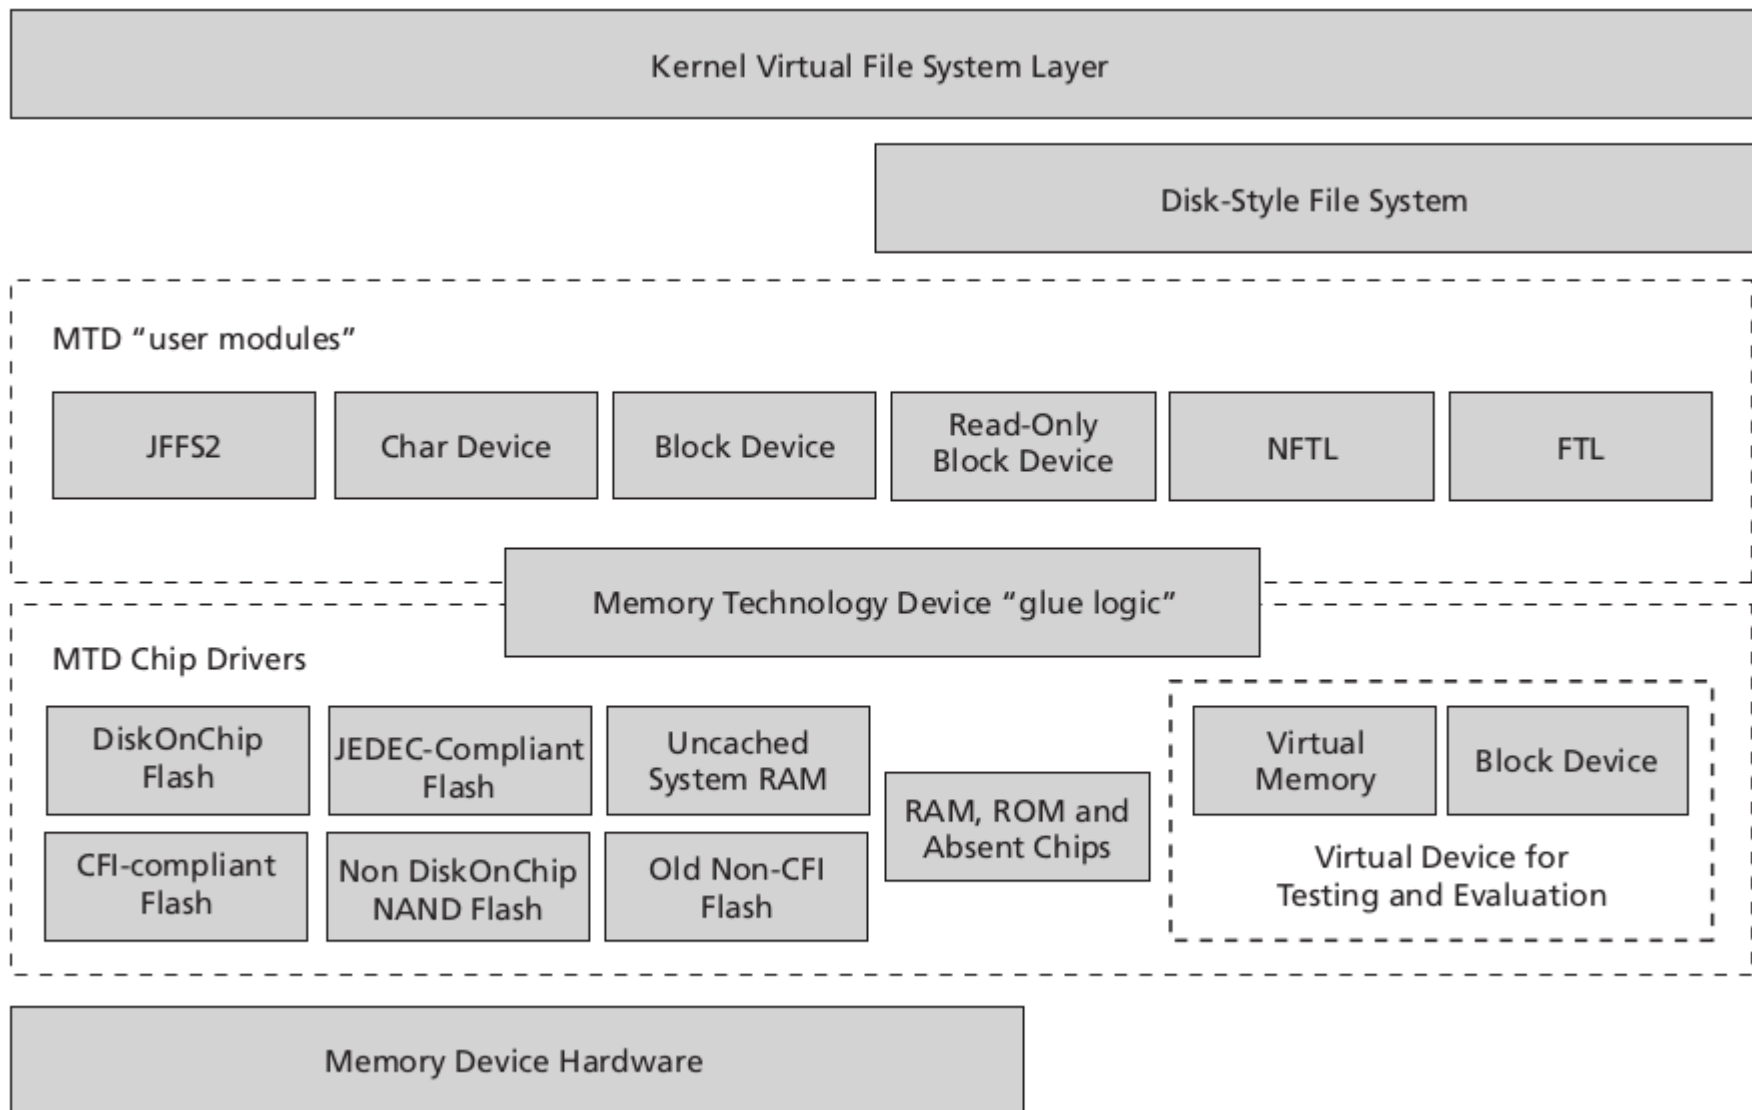 Kernel Virtual File System Layer
Disk-Style File System
MTD “user modules”
JFFS2
Char Device
Block Device
Read-Only
Block Device
NFTL
FTL
Memory Technology Device “glue logic”
MTD Chip Drivers
DiskOnChip
Flash
JEDEC-Compliant
Flash
Uncached
System RAM
RAM, ROM and
Absent Chips
Virtual
Memory
Block Device
CFI-compliant
Flash
Non DiskOnChip
NAND Flash
Old Non-CFI
Flash
Virtual Device for
Testing and Evaluation
Memory Device Hardware